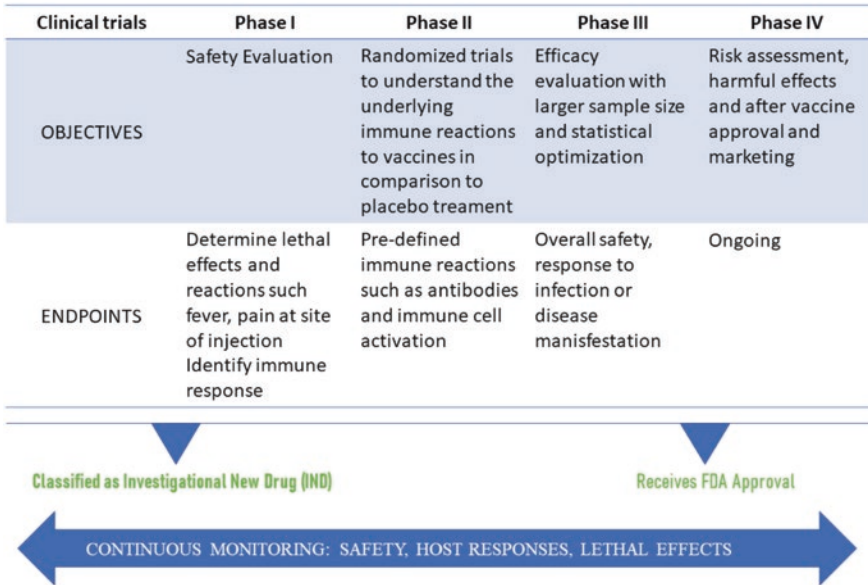 Clinical trials Phase I Phase II Phase III Phase IV
OBJECTIVES
Safety Evaluation
Randomized trials
to understand the
underlying
immune reactions
to vaccines in
comparison to
placebo treament
Efficacy
evaluation with
larger sample size
and statistical
optimization
Risk assessment,
harmful effects
and after vaccine
approval and
marketing
ENDPOINTS
Determine lethal
effects and
reactions such
fever, pain at site
of injection
Identify immune
response
Pre-defined
immune reactions
such as antibodies
and immune cell
activation
Overall safety,
response to
infection or
disease
manisfestation
Ongoing
Classified as Investigational New Drug (IND)
Receives FDA Approval
CONTINUOUS MONITORING: SAFETY, HOST RESPONSES, LETHAL EFFECTS